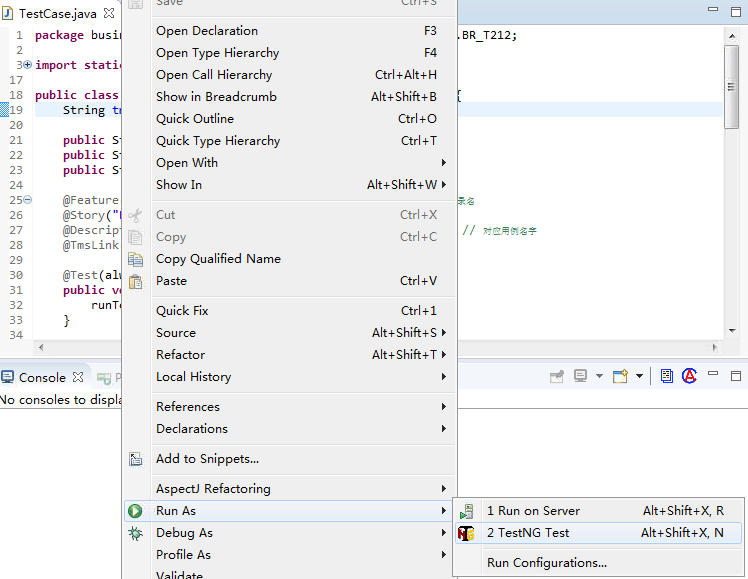 TestCase.java
Save Ctrl+S
1 package busin .BR_T212;
2
3 import static
17
18 public class {
19 String
20
21 public St
22 public St
23 public St
24
25 @Feature 录名
26 @Story("
27 @Descript // 对应用例名字
28 @TmsLink
29
30 @Test(alw
31 public vo
32 runTe
33 }
34
Open Declaration F3
Open Type Hierarchy F4
Open Call Hierarchy Ctrl+Alt+H
Show in Breadcrumb Alt+Shift+B
Quick Outline Ctrl+O
Quick Type Hierarchy Ctrl+T
Open With
Show In Alt+Shift+W
Cut Ctrl+X
Copy Ctrl+C
Copy Qualified Name
Paste Ctrl+V
Quick Fix Ctrl+1
Source Alt+Shift+S
Refactor Alt+Shift+T
Local History
References
Declarations
Add to Snippets...
AspectJ Refactoring
Run As
Debug As
Profile As
Validate
1 Run on Server Alt+Shift+X, R
2 TestNG Test Alt+Shift+X, N
Run Configurations...
Console P
No consoles to displa